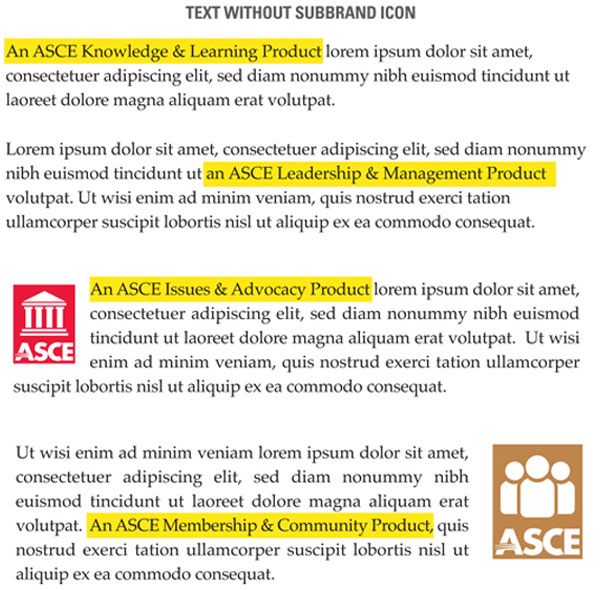 TEXT WITHOUT SUBBRAND ICON
An ASCE Knowledge & Learning Product lorem ipsum dolor sit amet,
consectetuer adipiscing elit, sed diam nonummy nibh euismod tincidunt ut
laoreet dolore magna aliquam erat volutpat.
Lorem ipsum dolor sit amet, consectetuer adipiscing elit, sed diam nonummy
nibh euismod tincidunt ut an ASCE Leadership & Management Product
volutpat. Ut wisi enim ad minim veniam, quis nostrud exerci tation
ullamcorper suscipit lobortis nisl ut aliquip ex ea commodo consequat.
An ASCE Issues & Advocacy Product lorem ipsum dolor sit amet,
consectetuer adipiscing elit, sed diam nonummy nibh euismod
tincidunt ut laoreet dolore magna aliquam erat volutpat. Ut wisi
enim ad minim veniam, quis nostrud exerci tation ullamcorper
suscipit lobortis nisl ut aliquip ex ea commodo consequat.
ASCE
Ut wisi enim ad minim veniam lorem ipsum dolor sit amet,
consectetuer adipiscing elit, sed diam nonummy nibh
euismod tincidunt ut laoreet dolore magna aliquam erat
volutpat. An ASCE Membership & Community Product, quis
nostrud exerci tation ullamcorper suscipit lobortis nisl ut
aliquip ex ea commodo consequat.
ASCE